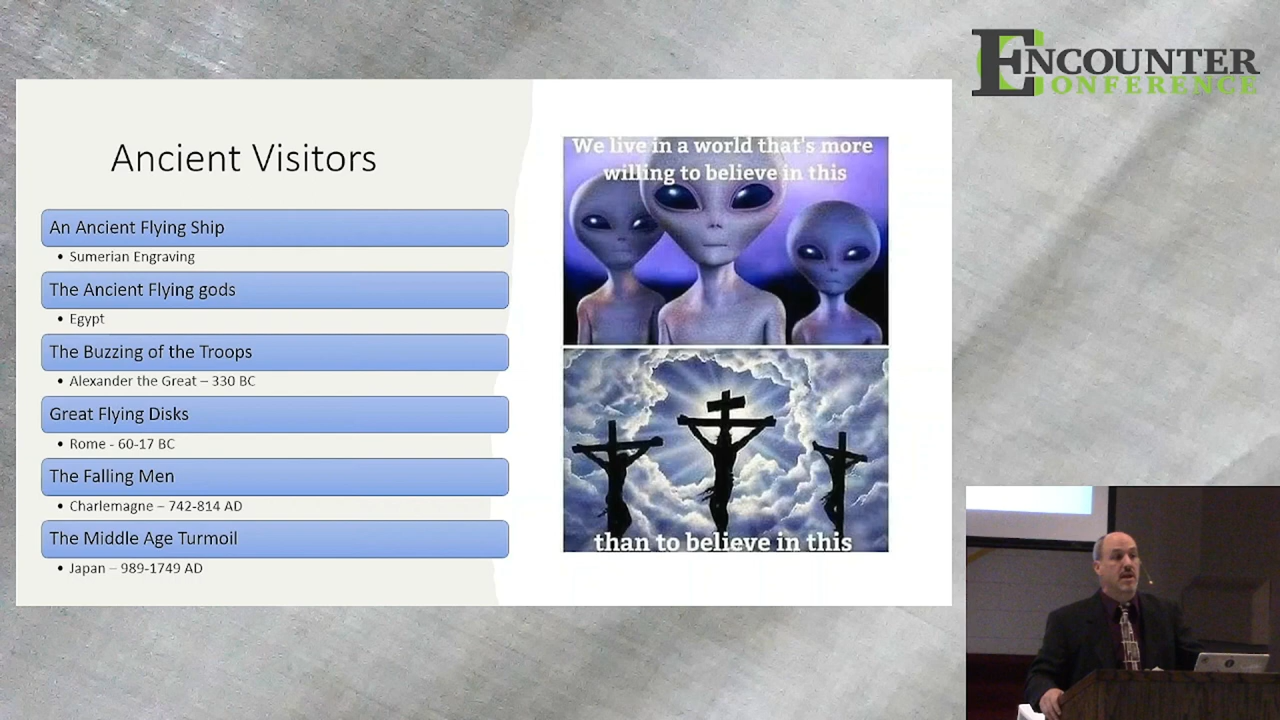 ENCOUNTER
CONFERENCE
Ancient Visitors
An Ancient Flying Ship
• Sumerian Engraving
The Ancient Flying gods
• Egypt
The Buzzing of the Troops
• Alexander the Great – 330 BC
Great Flying Disks
• Rome - 60-17 BC
The Falling Men
• Charlemagne – 742-814 AD
The Middle Age Turmoil
• Japan – 989-1749 AD
We live in a world that's more
willing to believe in this
than to believe in this